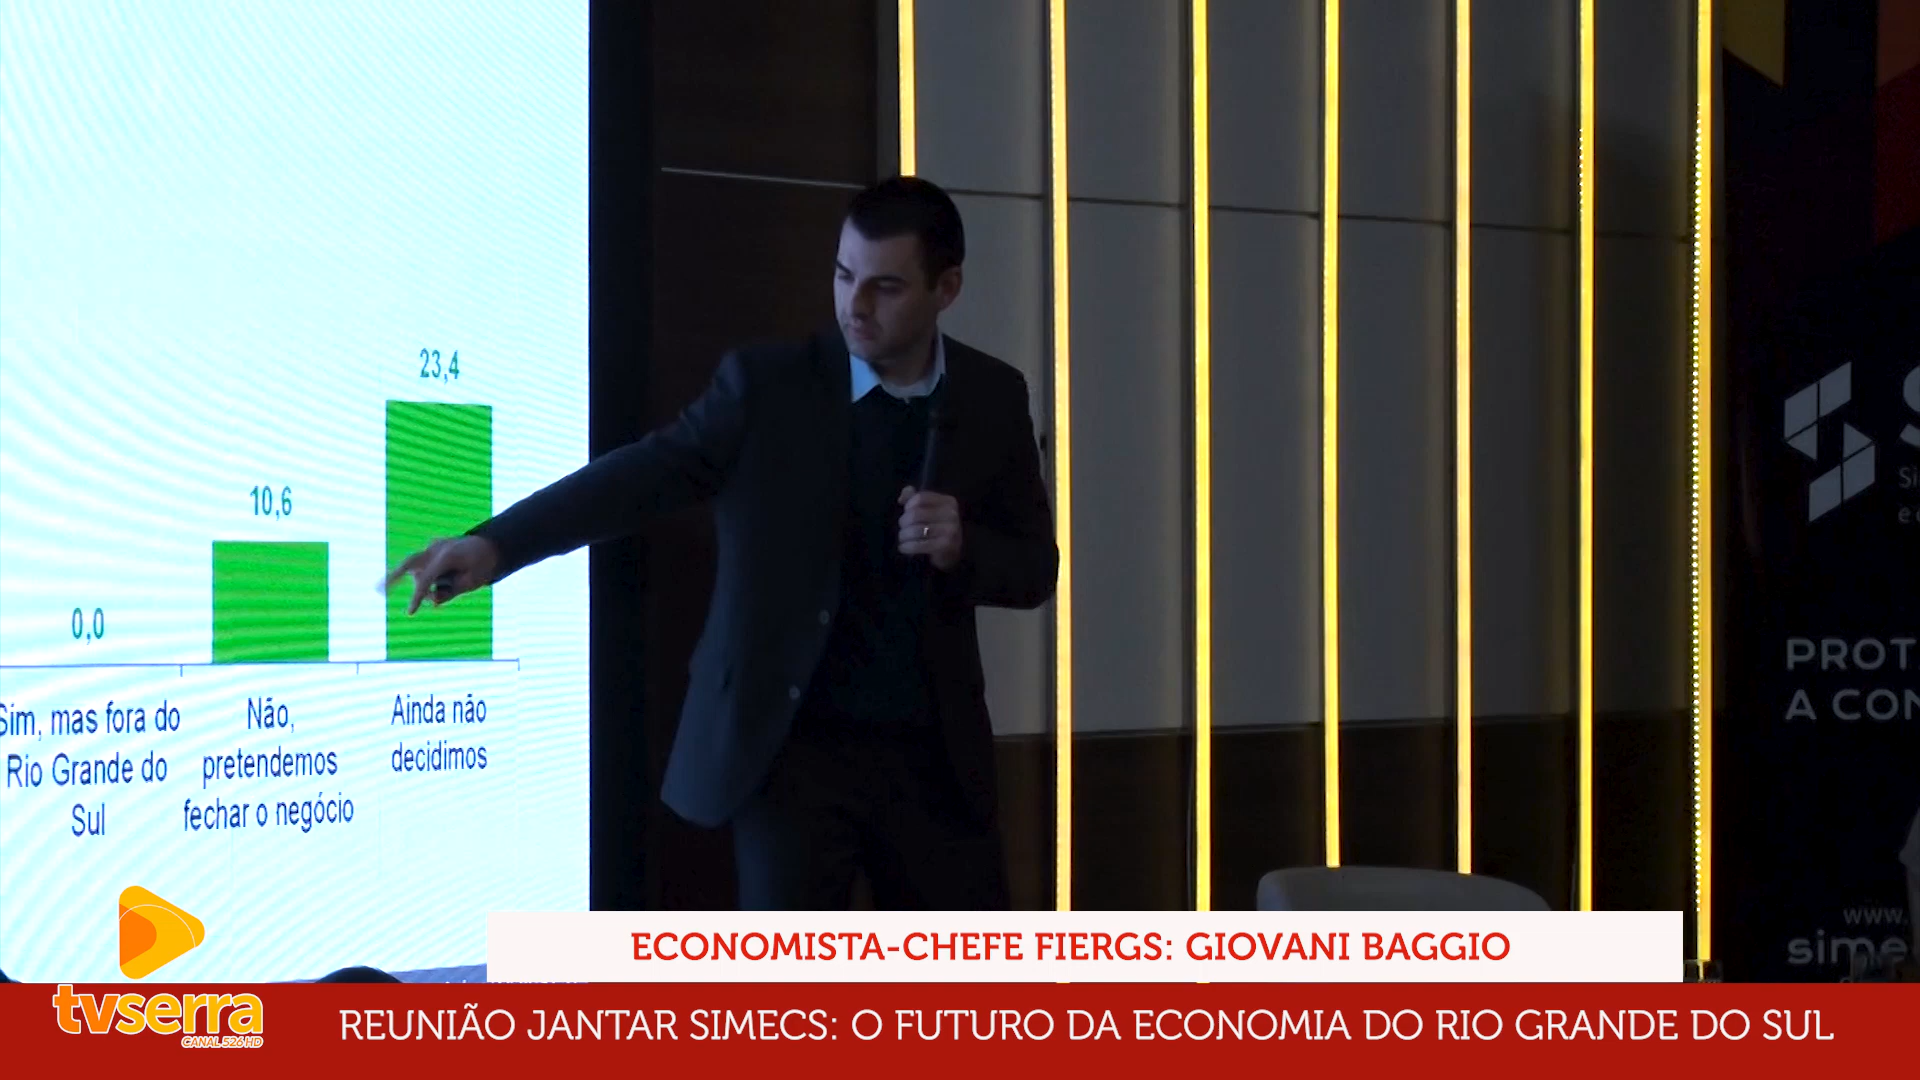 23,4
10,6
0,0
Sim, mas fora do
Rio Grande do
Sul
Não,
pretendemos
fechar o negócio
Ainda não
decidimos
PROT
A CON
www.
sime
ECONOMISTA-CHEFE FIERGS: GIOVANI BAGGIO
tvserra
CANAL 526 HD
REUNIÃO JANTAR SIMECS: O FUTURO DA ECONOMIA DO RIO GRANDE DO SUL